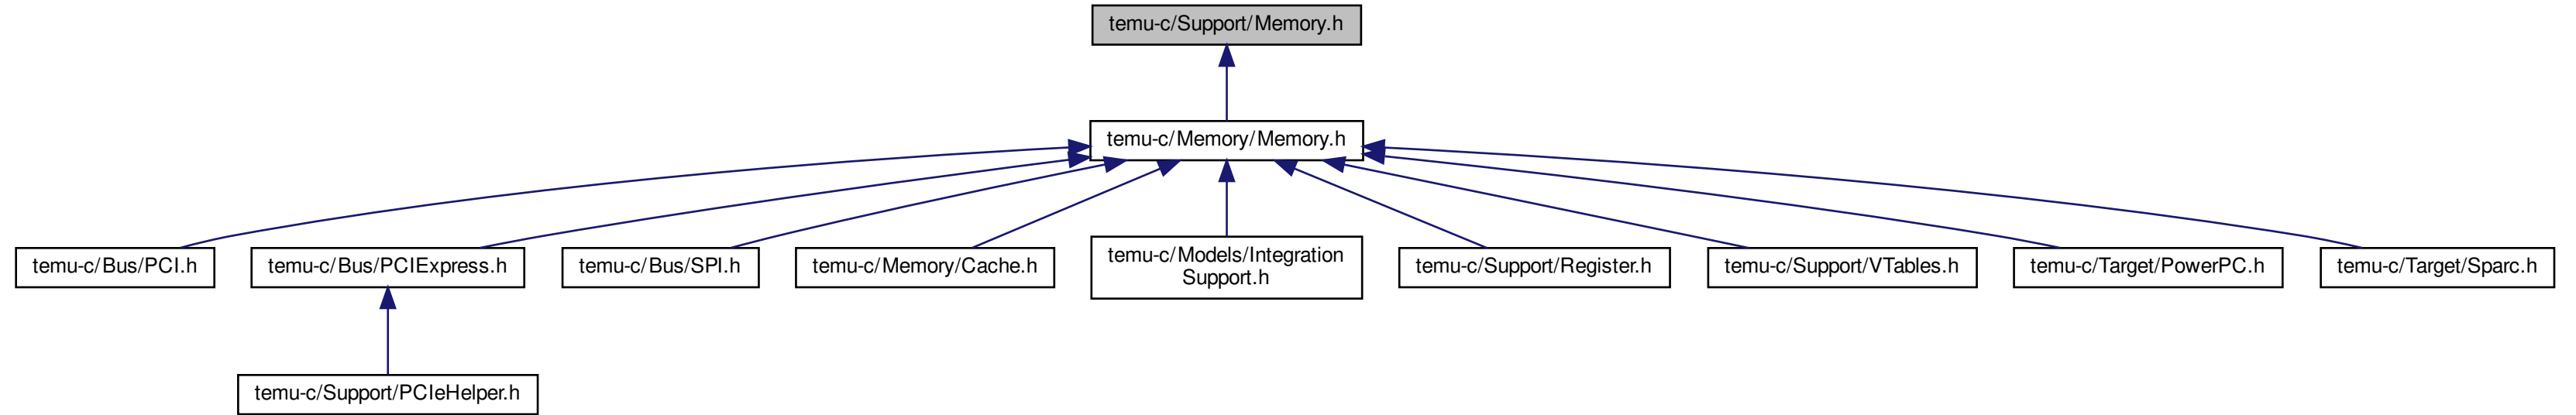 temu-c/Support/Memory.h
temu-c/Memory/Memory.h
temu-c/Bus/PCI.h
temu-c/Bus/PCIExpress.h
temu-c/Bus/SPI.h
temu-c/Memory/Cache.h
temu-c/Models/Integration
Support.h
temu-c/Support/Register.h
temu-c/Support/VTables.h
temu-c/Target/PowerPC.h
temu-c/Target/Sparc.h
temu-c/Support/PCIeHelper.h